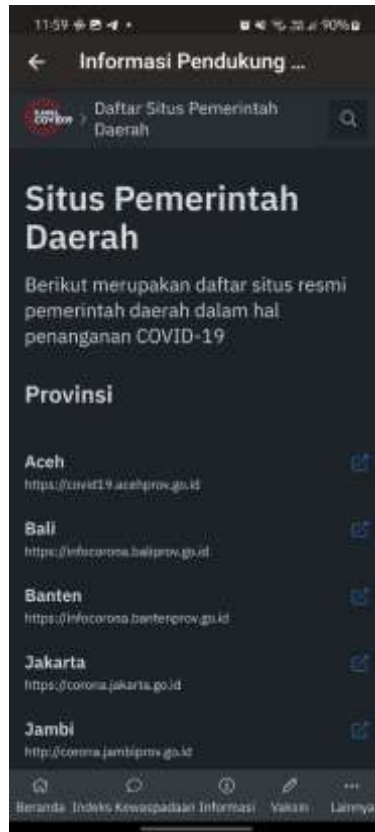 11:59
90%
Informasi Pendukung ...
Daftar Situs Pemerintah
Daerah
Situs Pemerintah
Daerah
Berikut merupakan daftar situs resmi
pemerintah daerah dalam hal
penanganan COVID-19
Provinsi
Aceh
https://covid19.acehprov.go.id
Bali
https://infocorona.baliprov.go.id
Banten
https://infocorona.bantenprov.go.id
Jakarta
https://corona.jakarta.go.id
Jambi
http://corona.jambiprov.go.id
Beranda Indeks Kewaspadaan Informasi Vaksin Lainnya